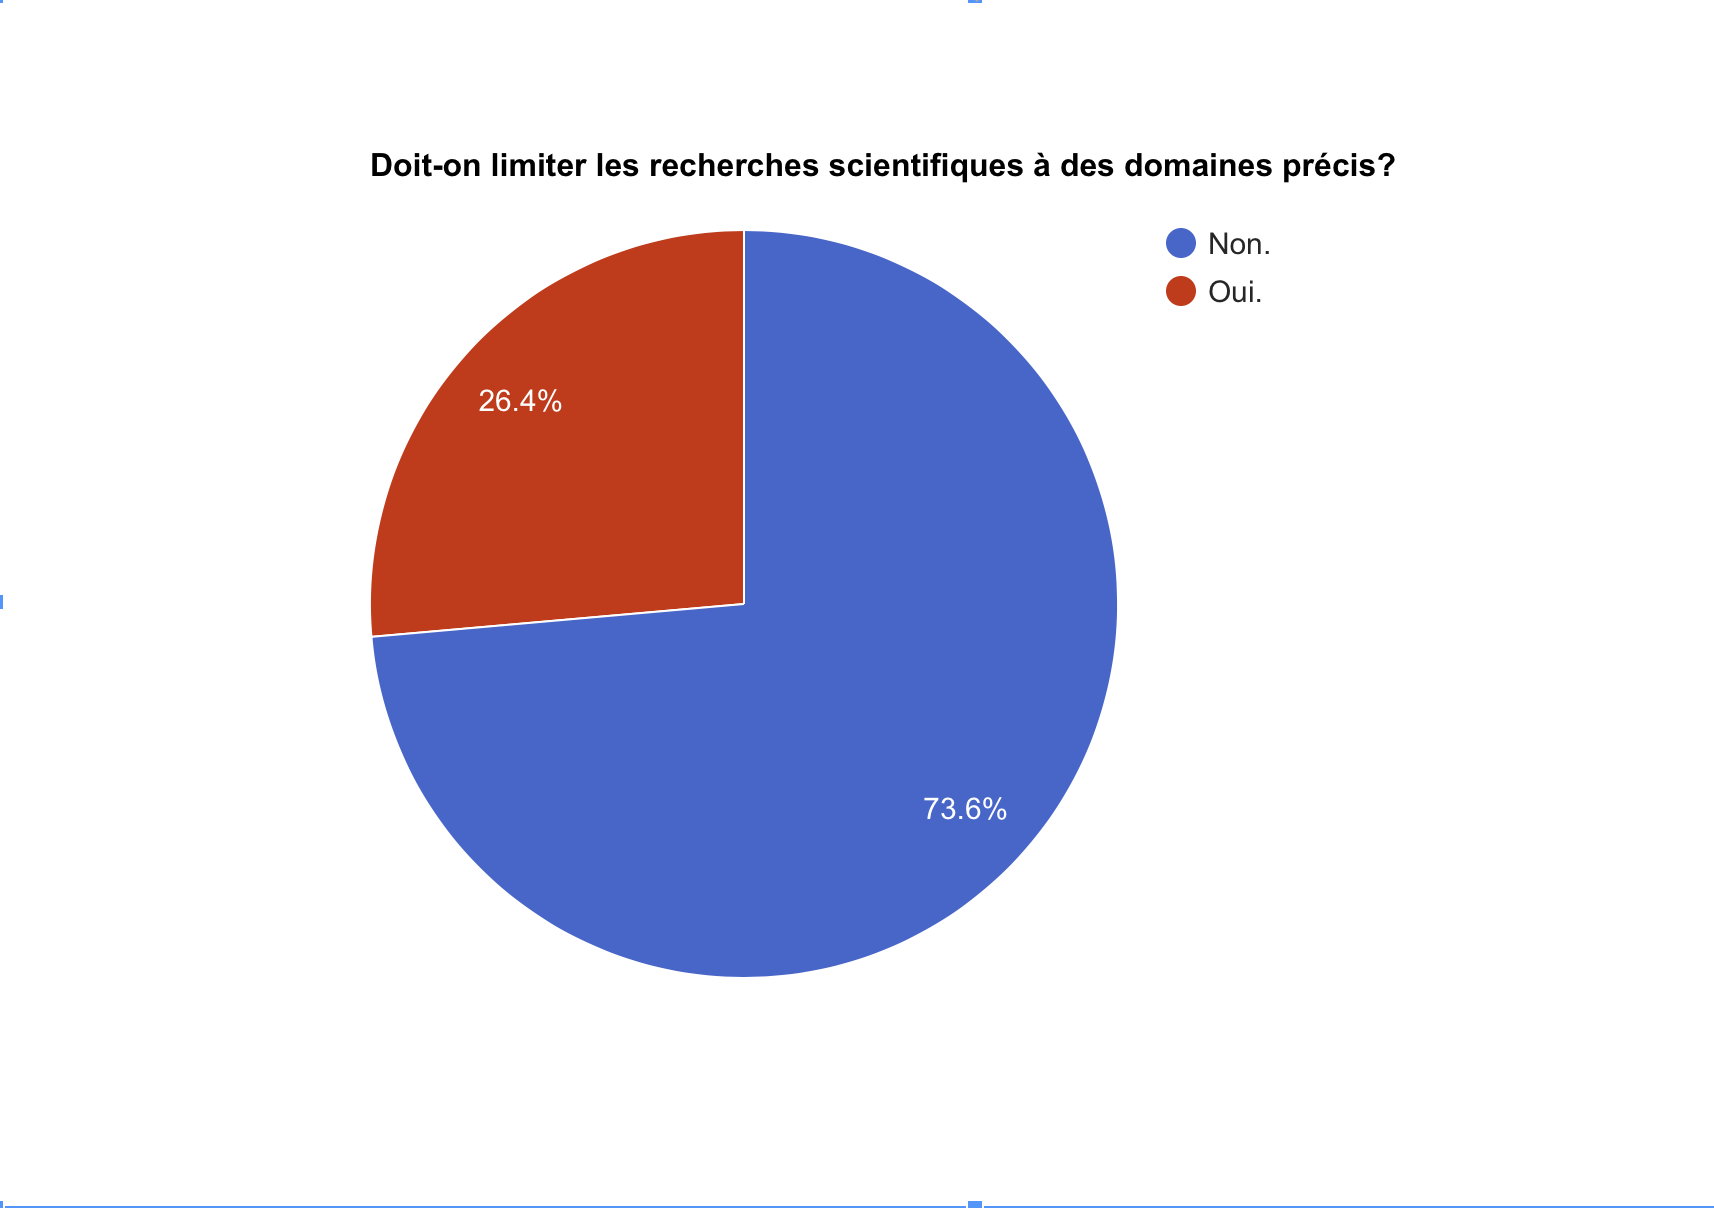 Doit-on limiter les recherches scientifiques à des domaines précis?
Non.
Oui.
26.4%
73.6%